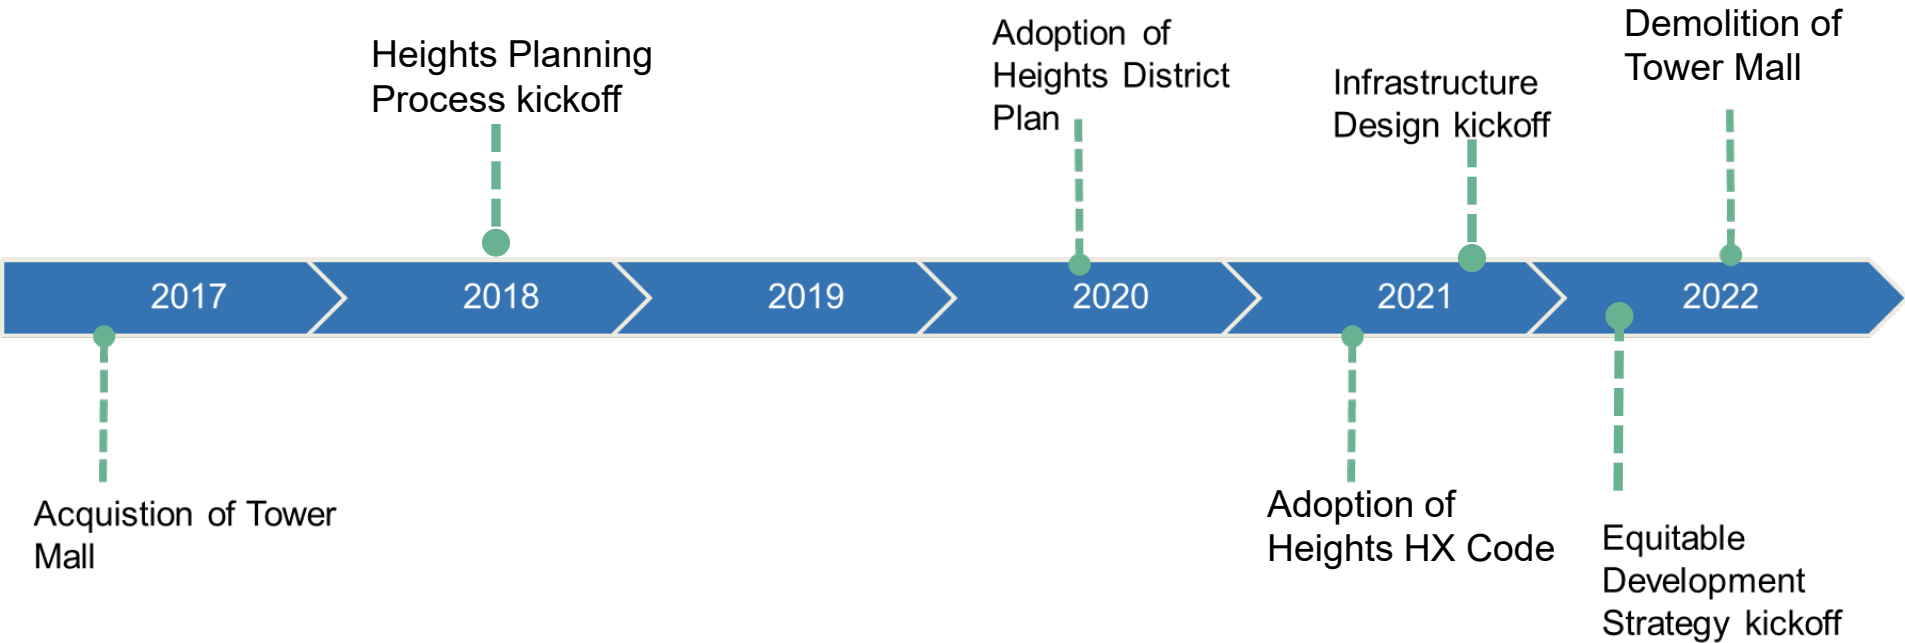 Heights Planning
Process kickoff
Adoption of
Heights District
Plan
Infrastructure
Design kickoff
Demolition of
Tower Mall
2017
2018
2019
2020
2021
2022
Acquistion of Tower
Mall
Adoption of
Heights HX Code
Equitable
Development
Strategy kickoff